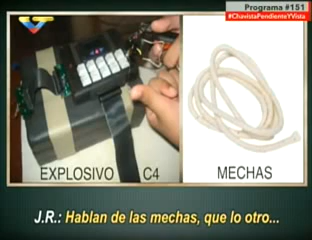 Programa #151
#ChavistaPendienteYVista
EXPLOSIVO C4
MECHAS
J.R.: Hablan de las mechas, que lo otro...